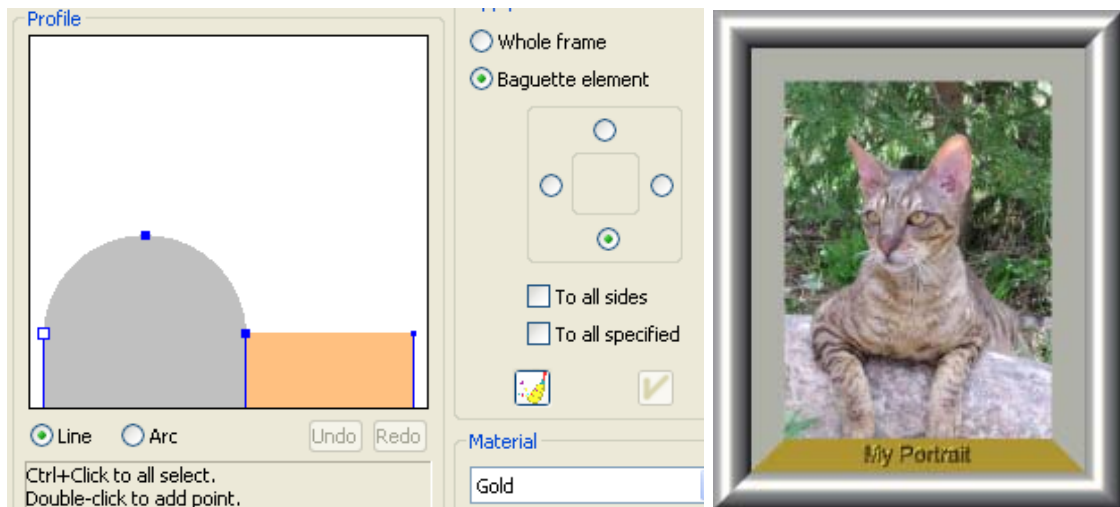 Profile
Whole frame
Baguette element
To all sides
To all specified
Line
Arc
Undo
Redo
Ctrl+Click to all select.
Double-click to add point.
Material
Gold
My Portrait